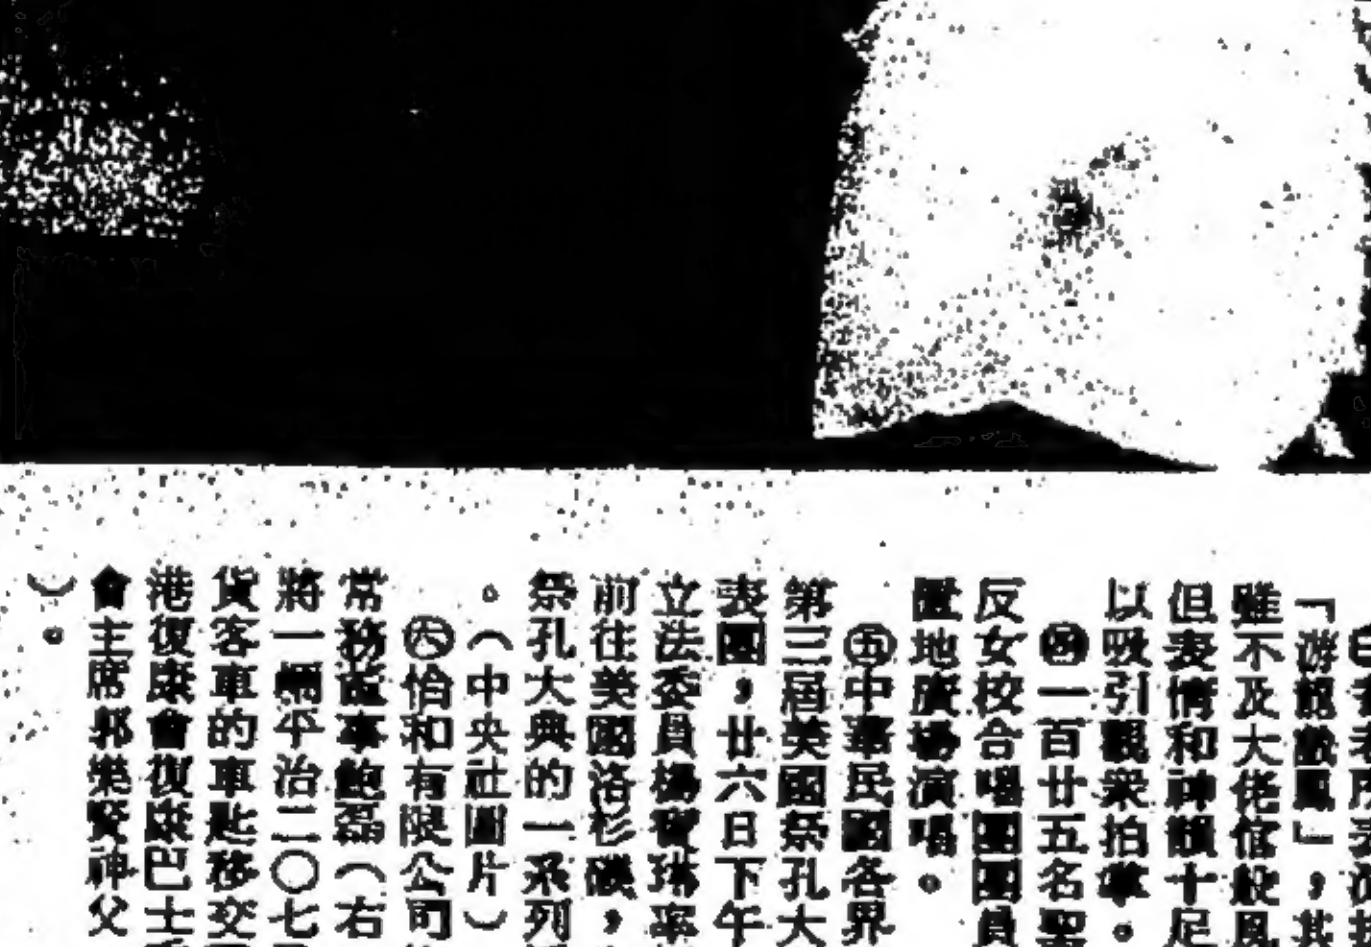 「游龍戲鳳」，其
雖不及大佬倌般風
但表情和神韻十足
以吸引觀衆拍掌。
㊃一百廿五名聖
反女校合唱團團員
置地廣場演唱。
㊄中華民國各界
第三屆美國祭孔大
表團，廿六日下午
立法委員楊寶琳率
前往美國洛杉磯，
祭孔大典的一系列
。（中央社圖片）
㊅怡和有限公司
常務董事鮑磊（右
將一輛平治二〇七
貨客車的車匙移交
港復康會復康巴士
會主席郭樂賢神父
）。